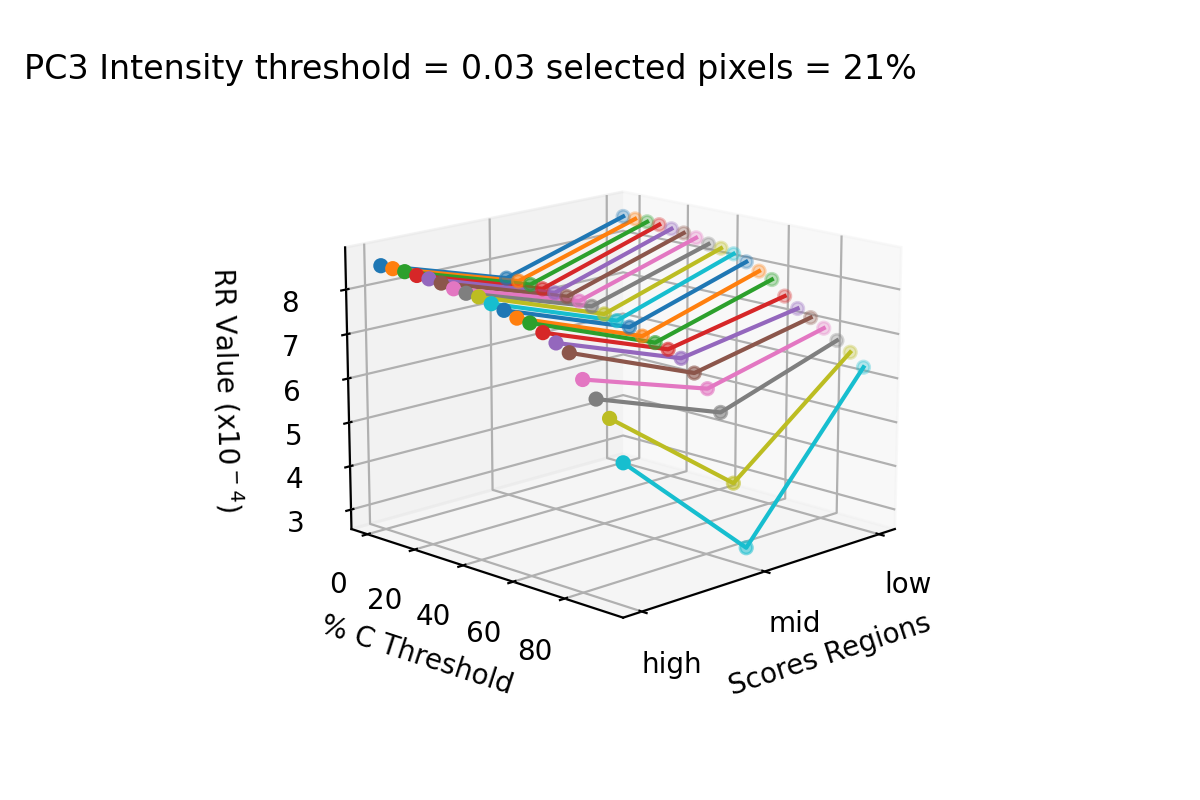 PC3 Intensity threshold = 0.03 selected pixels = 21%
RR Value (x10⁻⁴)
8
7
6
5
4
3
0
20
40
60
80
% C Threshold
low
mid
high
Scores Regions